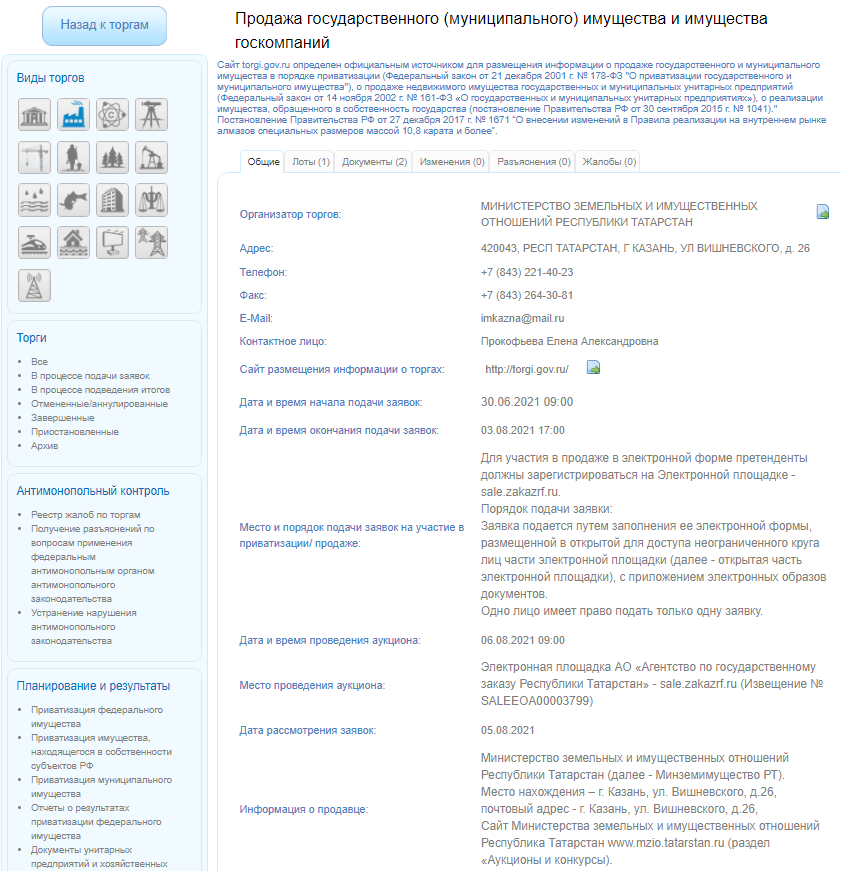 Назад к торгам
Виды торгов
Торги
Все
В процессе подачи заявок
В процессе подведения итогов
Отмененные/аннулированные
Завершенные
Приостановленные
Архив
Антимонопольный контроль
Реестр жалоб по торгам
Получение разъяснений по
вопросам применения
федеральным
антимонопольным органом
антимонопольного
законодательства
Устранение нарушения
антимонопольного
законодательства
Планирование и результаты
Приватизация федерального
имущества
Приватизация имущества,
находящегося в собственности
субъектов РФ
Приватизация муниципального
имущества
Отчеты о результатах
приватизации федерального
имущества
Документы унитарных
предприятий и хозяйственных
Продажа государственного (муниципального) имущества и имущества
госкомпаний
Сайт torgi.gov.ru определен официальным источником для размещения информации о продаже государственного и муниципального
имущества в порядке приватизации (Федеральный закон от 21 декабря 2001 г. № 178-ФЗ "О приватизации государственного и
муниципального имущества"), о продаже недвижимого имущества государственных и муниципальных унитарных предприятий
(Федеральный закон от 14 ноября 2002 г. № 161-ФЗ «О государственных и муниципальных унитарных предприятиях»), о реализации
имущества, обращенного в собственность государства (постановление Правительства РФ от 30 сентября 2015 г. № 1041)."
Постановление Правительства РФ от 27 декабря 2017 г. № 1671 "О внесении изменений в Правила реализации на внутреннем рынке
алмазов специальных размеров массой 10,8 карата и более".
Общие Лоты (1) Документы (2) Изменения (0) Разъяснения (0) Жалобы (0)
Организатор торгов: МИНИСТЕРСТВО ЗЕМЕЛЬНЫХ И ИМУЩЕСТВЕННЫХ
ОТНОШЕНИЙ РЕСПУБЛИКИ ТАТАРСТАН
Адрес: 420043, РЕСП ТАТАРСТАН, Г КАЗАНЬ, УЛ ВИШНЕВСКОГО, д. 26
Телефон: +7 (843) 221-40-23
Факс: +7 (843) 264-30-81
E-Mail: imkazna@mail.ru
Контактное лицо: Прокофьева Елена Александровна
Сайт размещения информации о торгах: http://torgi.gov.ru/
Дата и время начала подачи заявок: 30.06.2021 09:00
Дата и время окончания подачи заявок: 03.08.2021 17:00
Место и порядок подачи заявок на участие в
приватизации/ продаже:
Для участия в продаже в электронной форме претенденты
должны зарегистрироваться на Электронной площадке -
sale.zakazrf.ru.
Порядок подачи заявки:
Заявка подается путем заполнения ее электронной формы,
размещенной в открытой для доступа неограниченного круга
лиц части электронной площадки (далее - открытая часть
электронной площадки), с приложением электронных образов
документов.
Одно лицо имеет право подать только одну заявку.
Дата и время проведения аукциона: 06.08.2021 09:00
Место проведения аукциона:
Электронная площадка АО «Агентство по государственному
заказу Республики Татарстан» - sale.zakazrf.ru (Извещение №
SALEEOA00003799)
Дата рассмотрения заявок: 05.08.2021
Информация о продавце:
Министерство земельных и имущественных отношений
Республики Татарстан (далее - Минземимущество РТ).
Место нахождения – г. Казань, ул. Вишневского, д.26,
почтовый адрес - г. Казань, ул. Вишневского, д.26,
Сайт Министерства земельных и имущественных отношений
Республика Татарстан www.mzio.tatarstan.ru (раздел
«Аукционы и конкурсы).